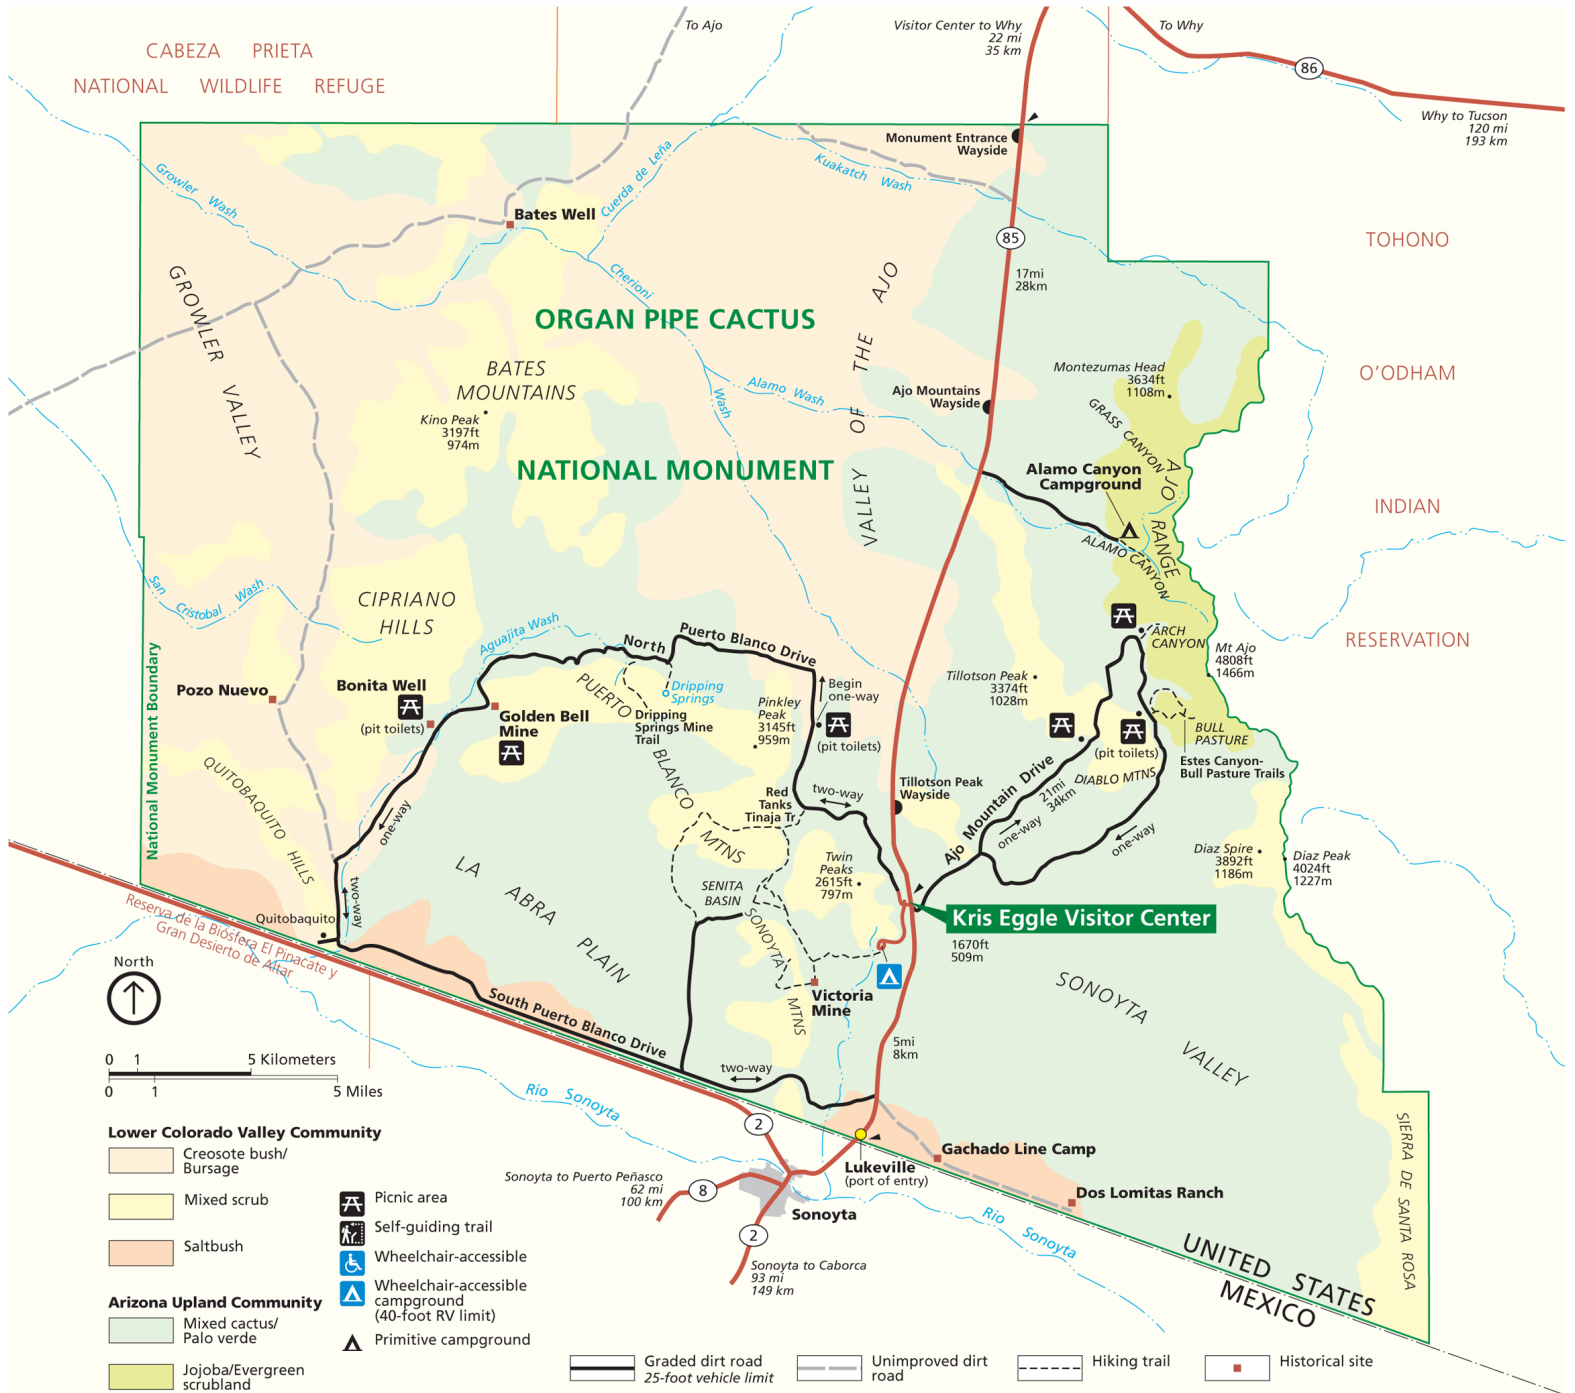 To Ajo
Visitor Center to Why
22 mi
35 km
To Why
CABEZA PRIETA
NATIONAL WILDLIFE REFUGE
86
Why to Tucson
120 mi
193 km
Monument Entrance
Wayside
Kuakatch Wash
Cuerda de Leña
Growler Wash
Bates Well
85
17mi
28km
TOHONO
O'ODHAM
INDIAN
RESERVATION
Cherioni
Wash
GROWLER VALLEY
ORGAN PIPE CACTUS
NATIONAL MONUMENT
VALLEY OF THE AJO
BATES
MOUNTAINS
Kino Peak
3197ft
974m
Alamo Wash
Ajo Mountains
Wayside
Montezumas Head
3634ft
1108m
GRASS CANYON
AJO RANGE
Alamo Canyon
Campground
ALAMO CANYON
San Cristobal Wash
CIPRIANO
HILLS
Aguajita Wash
North Puerto Blanco Drive
ARCH
CANYON
Mt Ajo
4808ft
1466m
National Monument Boundary
Pozo Nuevo
Bonita Well
(pit toilets)
Golden Bell
Mine
Dripping
Springs
Dripping
Springs Mine
Trail
PUERTO
BLANCO
MTNS
Pinkley
Peak
3145ft
959m
Begin
one-way
(pit toilets)
Tillotson Peak
3374ft
1028m
(pit toilets)
BULL
PASTURE
Estes Canyon-
Bull Pasture Trails
DIABLO MTNS
Ajo Mountain Drive
21mi
34km
one-way
one-way
Tillotson Peak
Wayside
two-way
Red
Tanks
Tinaja Tr
QUITOBAQUITO HILLS
one-way
two-way
LA ABRA PLAIN
Twin
Peaks
2615ft
797m
SENITA
BASIN
SONOYTA
MTNS
Diaz Spire
3892ft
1186m
Diaz Peak
4024ft
1227m
Kris Eggle Visitor Center
1670ft
509m
Quitobaquito
Reserva de la Biósfera El Pinacate y
Gran Desierto de Altar
Victoria
Mine
SONOYTA VALLEY
South Puerto Blanco Drive
two-way
5mi
8km
North
0 1 5 Kilometers
0 1 5 Miles
Rio Sonoyta
2
Lukeville
(port of entry)
Gachado Line Camp
Dos Lomitas Ranch
SIERRA DE SANTA ROSA
Sonoyta to Puerto Peñasco
62 mi
100 km
8
Sonoyta
2
Sonoyta to Caborca
93 mi
149 km
Rio Sonoyta
UNITED STATES
MEXICO
Lower Colorado Valley Community
Creosote bush/
Bursage
Mixed scrub
Saltbush
Arizona Upland Community
Mixed cactus/
Palo verde
Jojoba/Evergreen
scrubland
Picnic area
Self-guiding trail
Wheelchair-accessible
Wheelchair-accessible
campground
(40-foot RV limit)
Primitive campground
Graded dirt road
25-foot vehicle limit
Unimproved dirt
road
Hiking trail
Historical site